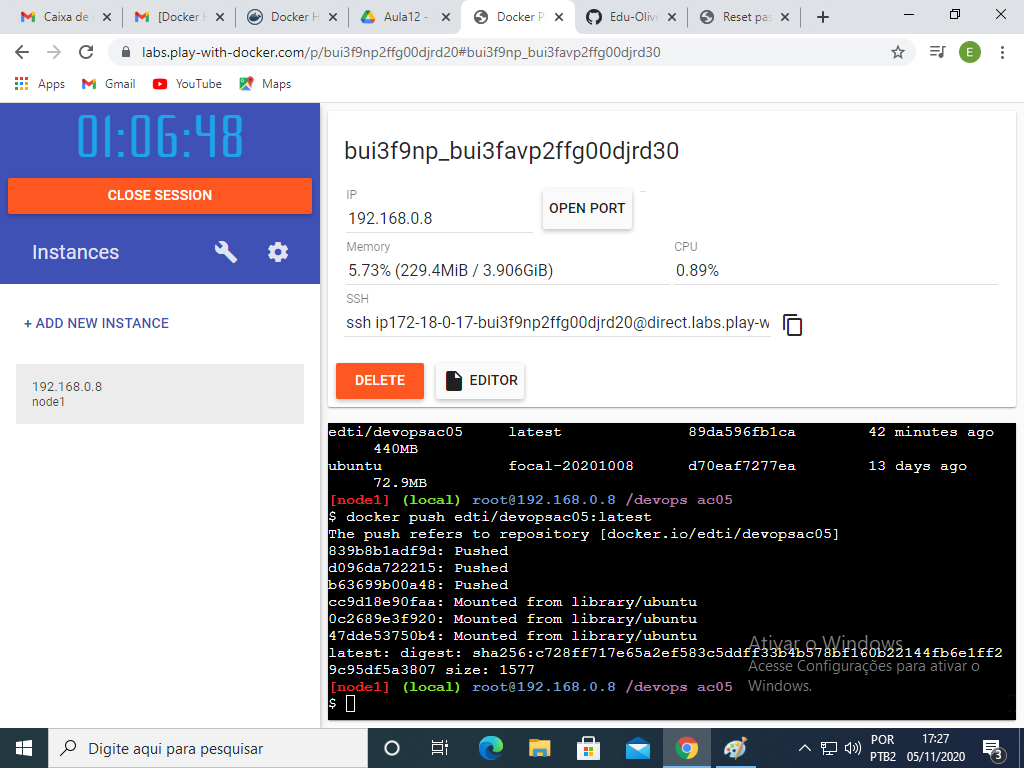 Caixa de
[Docker H
Docker H
Aula12 -
Docker P
Edu-Olive
Reset pas
labs.play-with-docker.com/p/bui3f9np2ffg00djrd20#bui3f9np_bui3favp2ffg00djrd30
E
Apps
Gmail
YouTube
Maps
01:06:48
CLOSE SESSION
Instances
+ ADD NEW INSTANCE
192.168.0.8
node1
bui3f9np_bui3favp2ffg00djrd30
IP
192.168.0.8
OPEN PORT
Memory
5.73% (229.4MiB / 3.906GiB)
CPU
0.89%
SSH
ssh ip172-18-0-17-bui3f9np2ffg00djrd20@direct.labs.play-w
DELETE
EDITOR
edti/devopsac05 latest 89da596fb1ca 42 minutes ago
440MB
ubuntu focal-20201008 d70eaf7277ea 13 days ago
72.9MB
[node1] (local) root@192.168.0.8 /devops ac05
$ docker push edti/devopsac05:latest
The push refers to repository [docker.io/edti/devopsac05]
839b8b1adf9d: Pushed
d096da722215: Pushed
b63699b00a48: Pushed
cc9d18e90faa: Mounted from library/ubuntu
0c2689e3f920: Mounted from library/ubuntu
47dde53750b4: Mounted from library/ubuntu
latest: digest: sha256:c728ff717e65a2ef583c5ddff33b4b578bf160b22144fb6e1ff2
9c95df5a3807 size: 1577
[node1] (local) root@192.168.0.8 /devops ac05
$
Ativar o Windows
Acesse Configurações para ativar o
Windows.
Digite aqui para pesquisar
POR
PTB2
17:27
05/11/2020
3